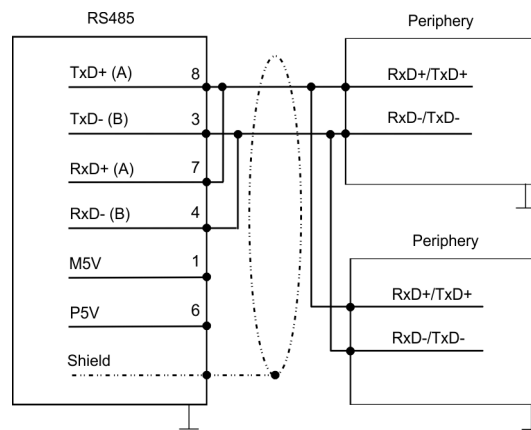 RS485
Periphery
TxD+ (A) 8
RxD+/TxD+
TxD- (B) 3
RxD-/TxD-
RxD+ (A) 7
RxD- (B) 4
Periphery
M5V 1
RxD+/TxD+
P5V 6
RxD-/TxD-
Shield